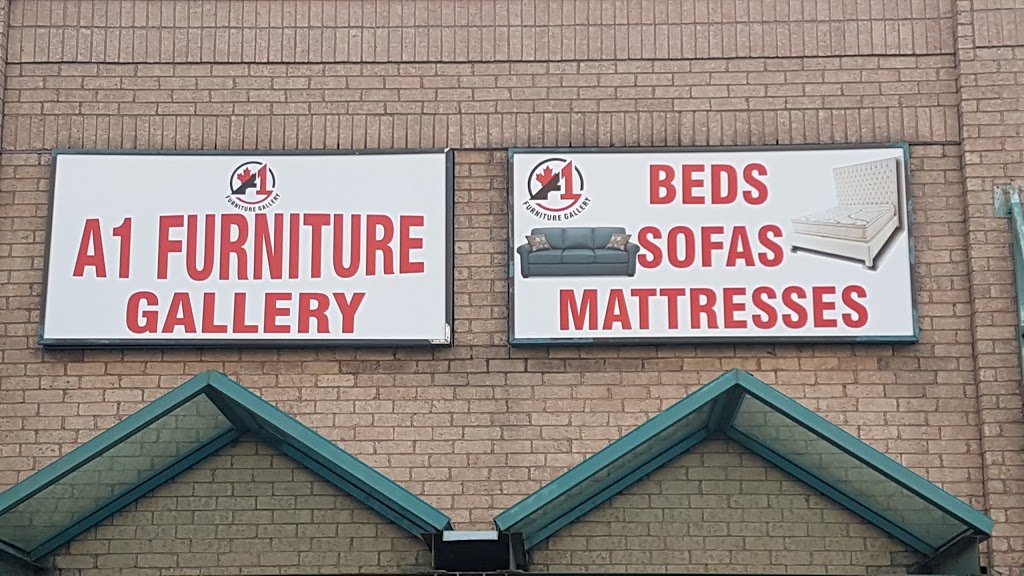 A1
FURNITURE GALLERY
A1 FURNITURE
GALLERY
A1
FURNITURE GALLERY
BEDS
SOFAS
MATTRESSES